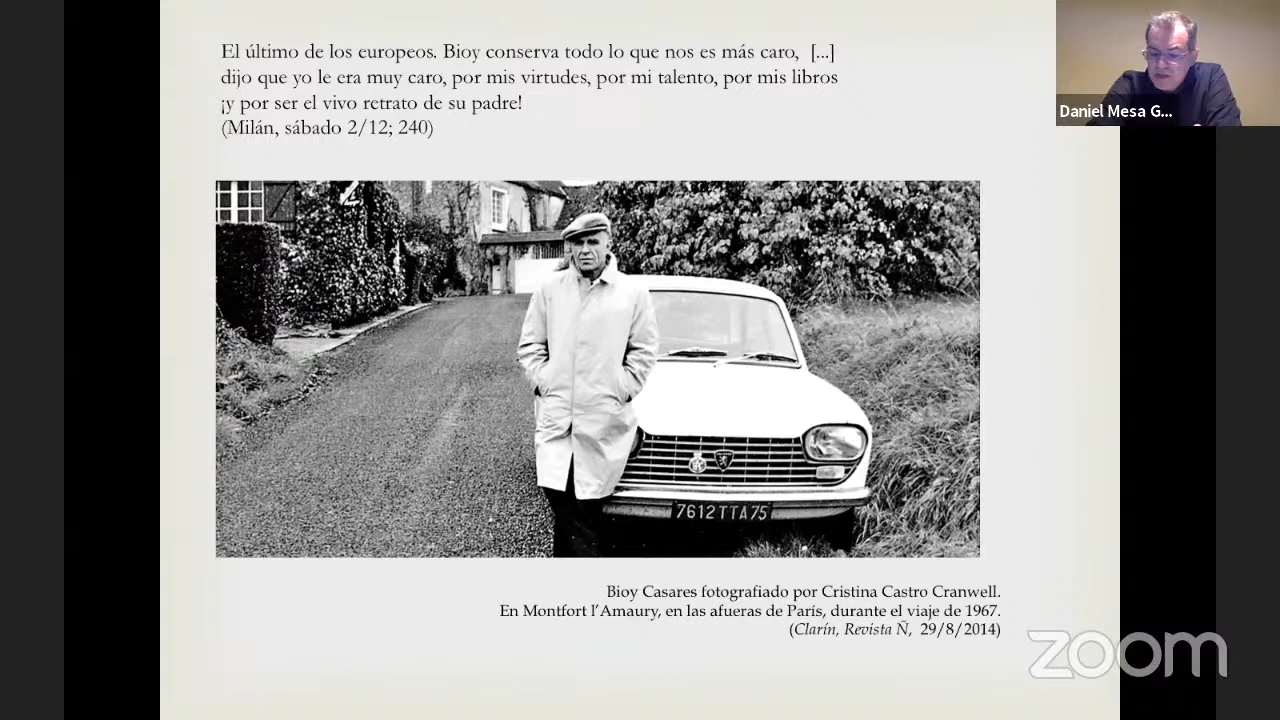 El último de los europeos. Bioy conserva todo lo que nos es más caro, [...]
dijo que yo le era muy caro, por mis virtudes, por mi talento, por mis libros
¡y por ser el vivo retrato de su padre!
(Milán, sábado 2/12; 240)
Daniel Mesa G...
7612TTA75
Bioy Casares fotografiado por Cristina Castro Cranwell.
En Montfort l’Amaury, en las afueras de París, durante el viaje de 1967.
(Clarín, Revista Ñ, 29/8/2014)
zoom